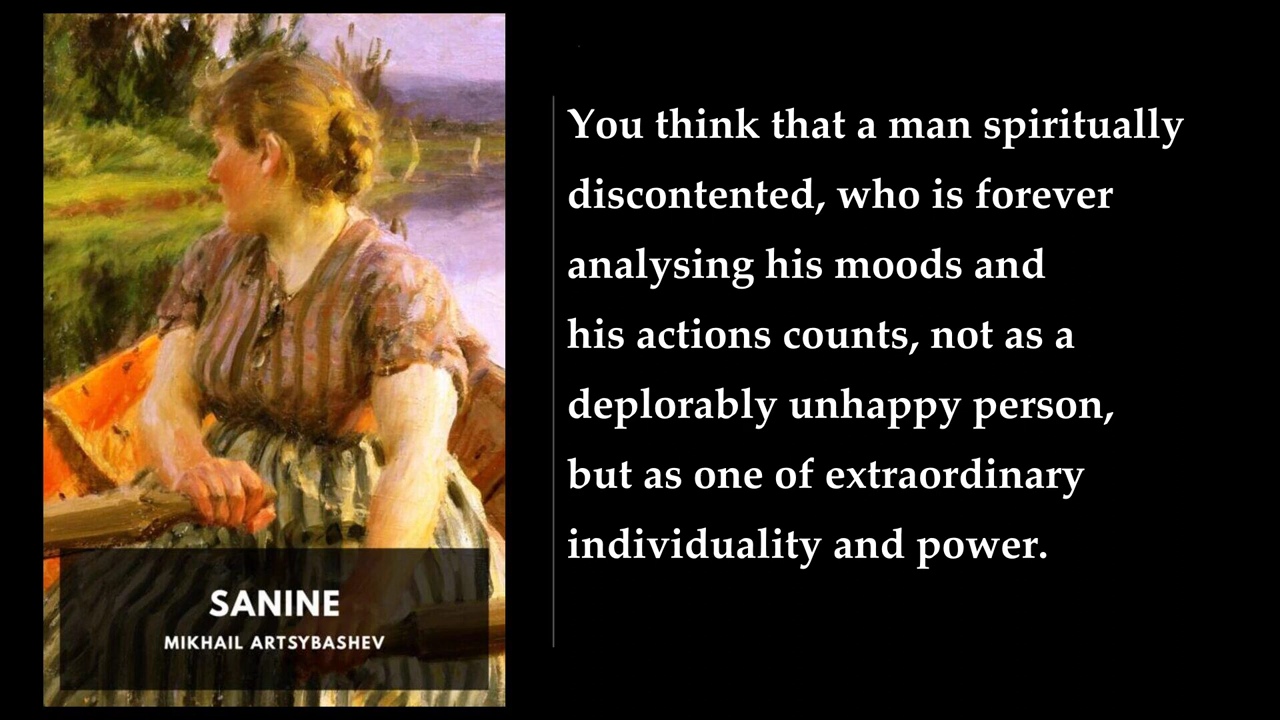 SANINE
MIKHAIL ARTSYBASHEV
You think that a man spiritually
discontented, who is forever
analysing his moods and
his actions counts, not as a
deplorably unhappy person,
but as one of extraordinary
individuality and power.